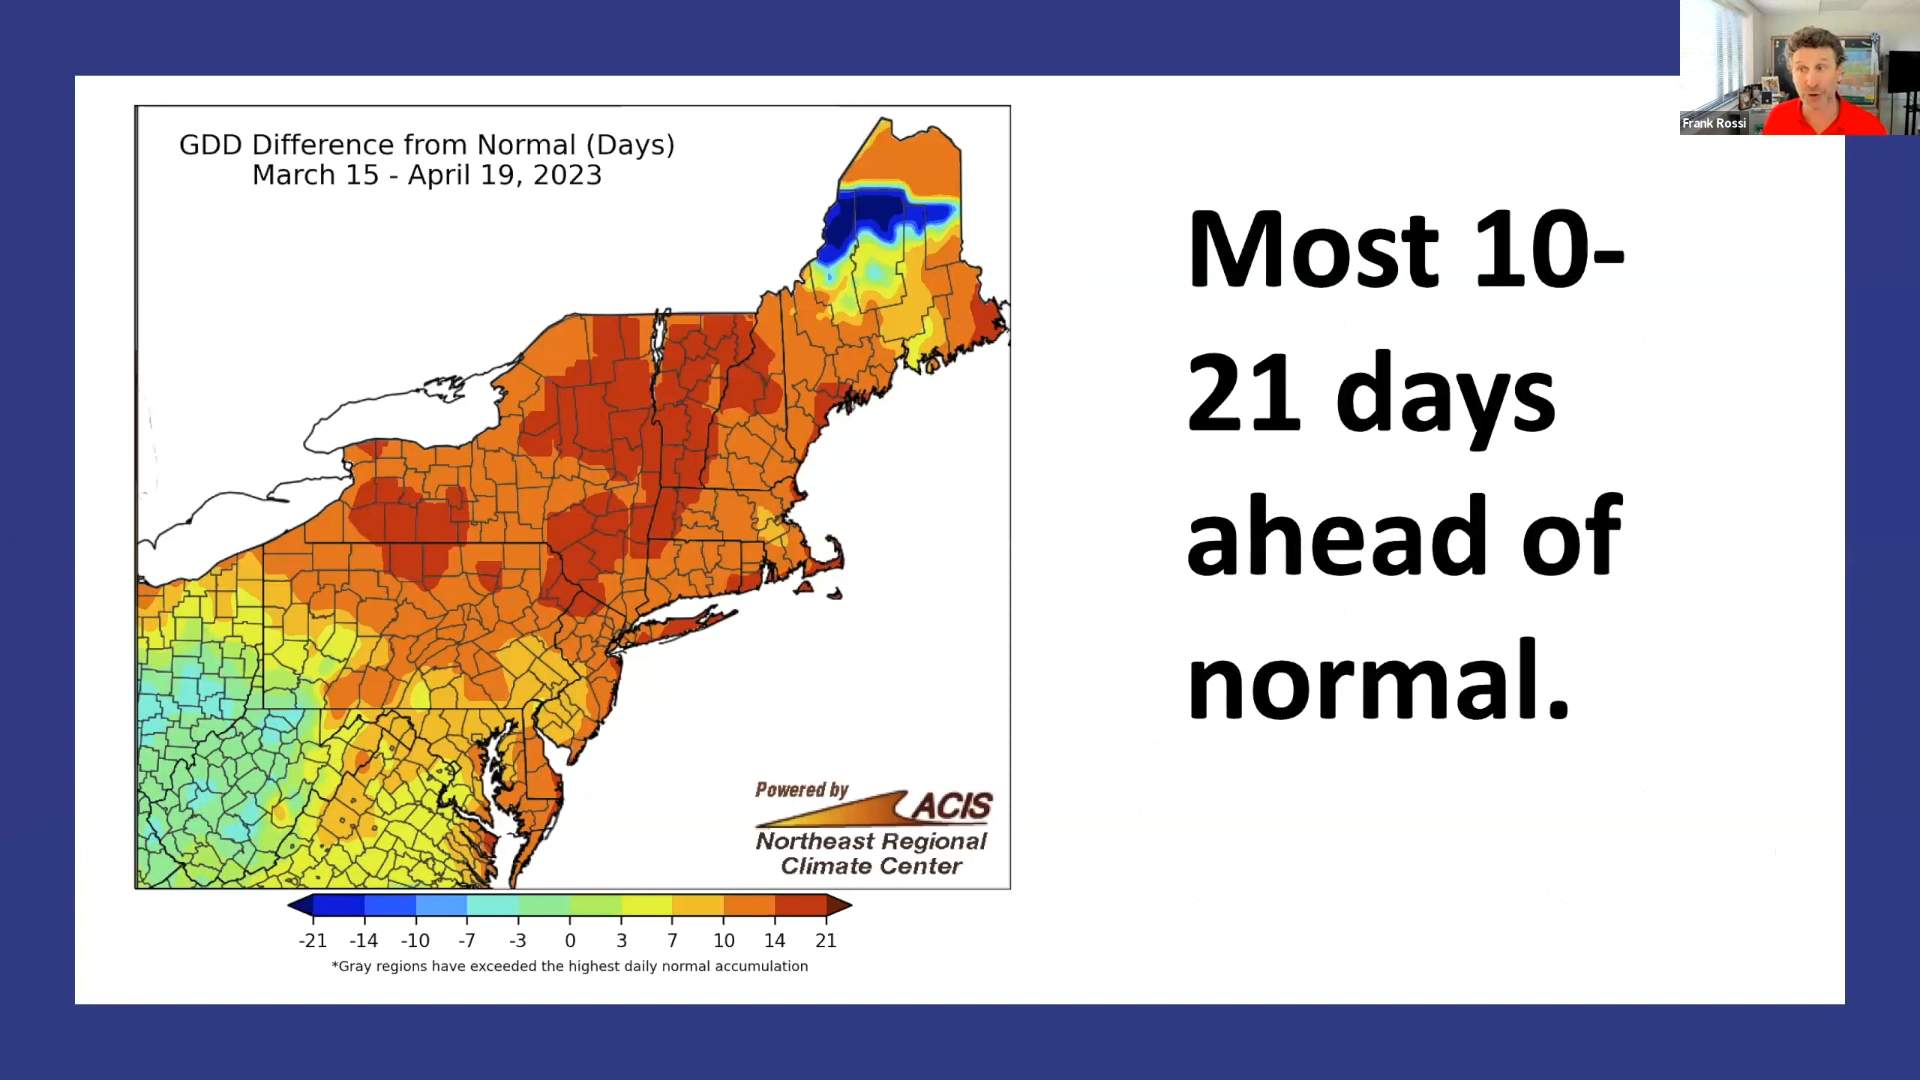 Frank Rossi
GDD Difference from Normal (Days)
March 15 - April 19, 2023
Most 10-
21 days
ahead of
normal.
Powered by
ACIS
Northeast Regional
Climate Center
-21 -14 -10 -7 -3 0 3 7 10 14 21
*Gray regions have exceeded the highest daily normal accumulation